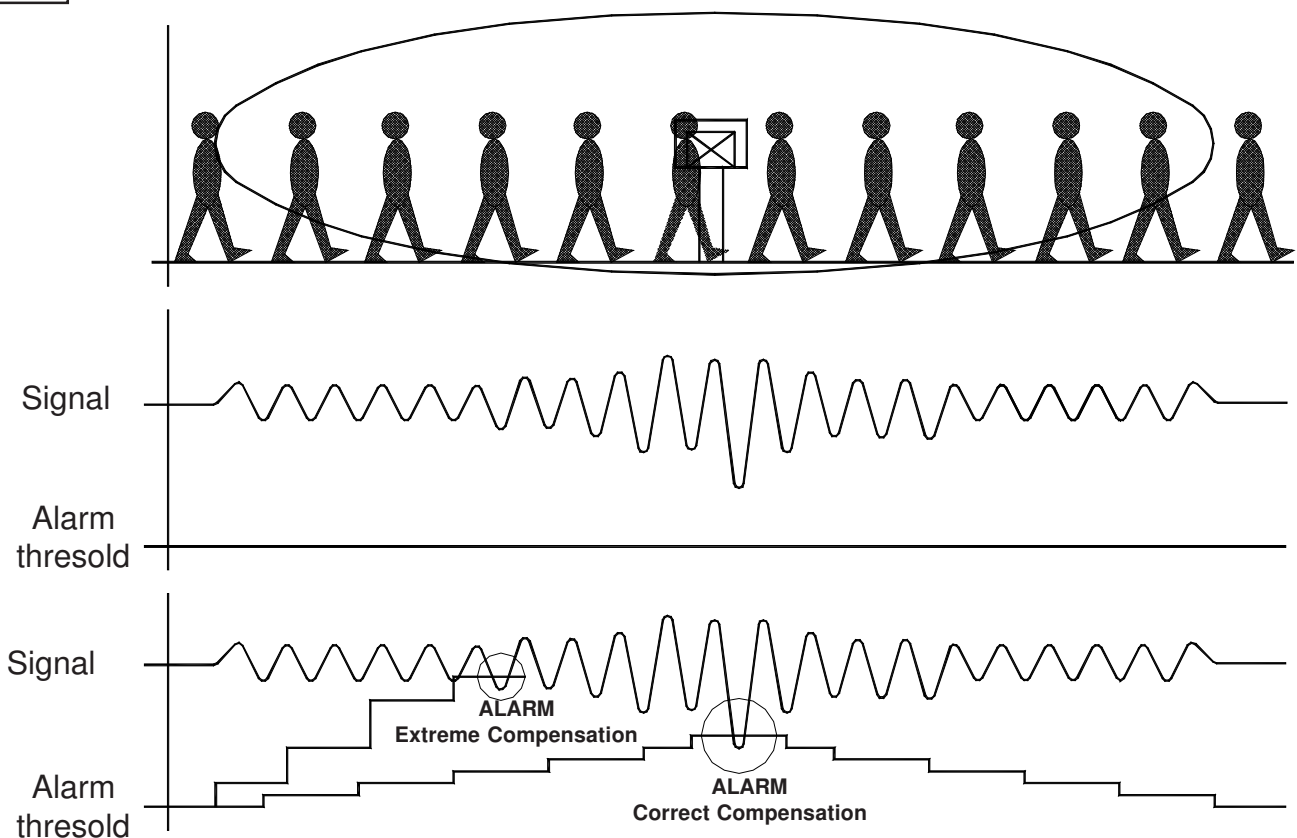 Signal
Alarm
thresold
Signal
ALARM
Extreme Compensation
Alarm
thresold
ALARM
Correct Compensation